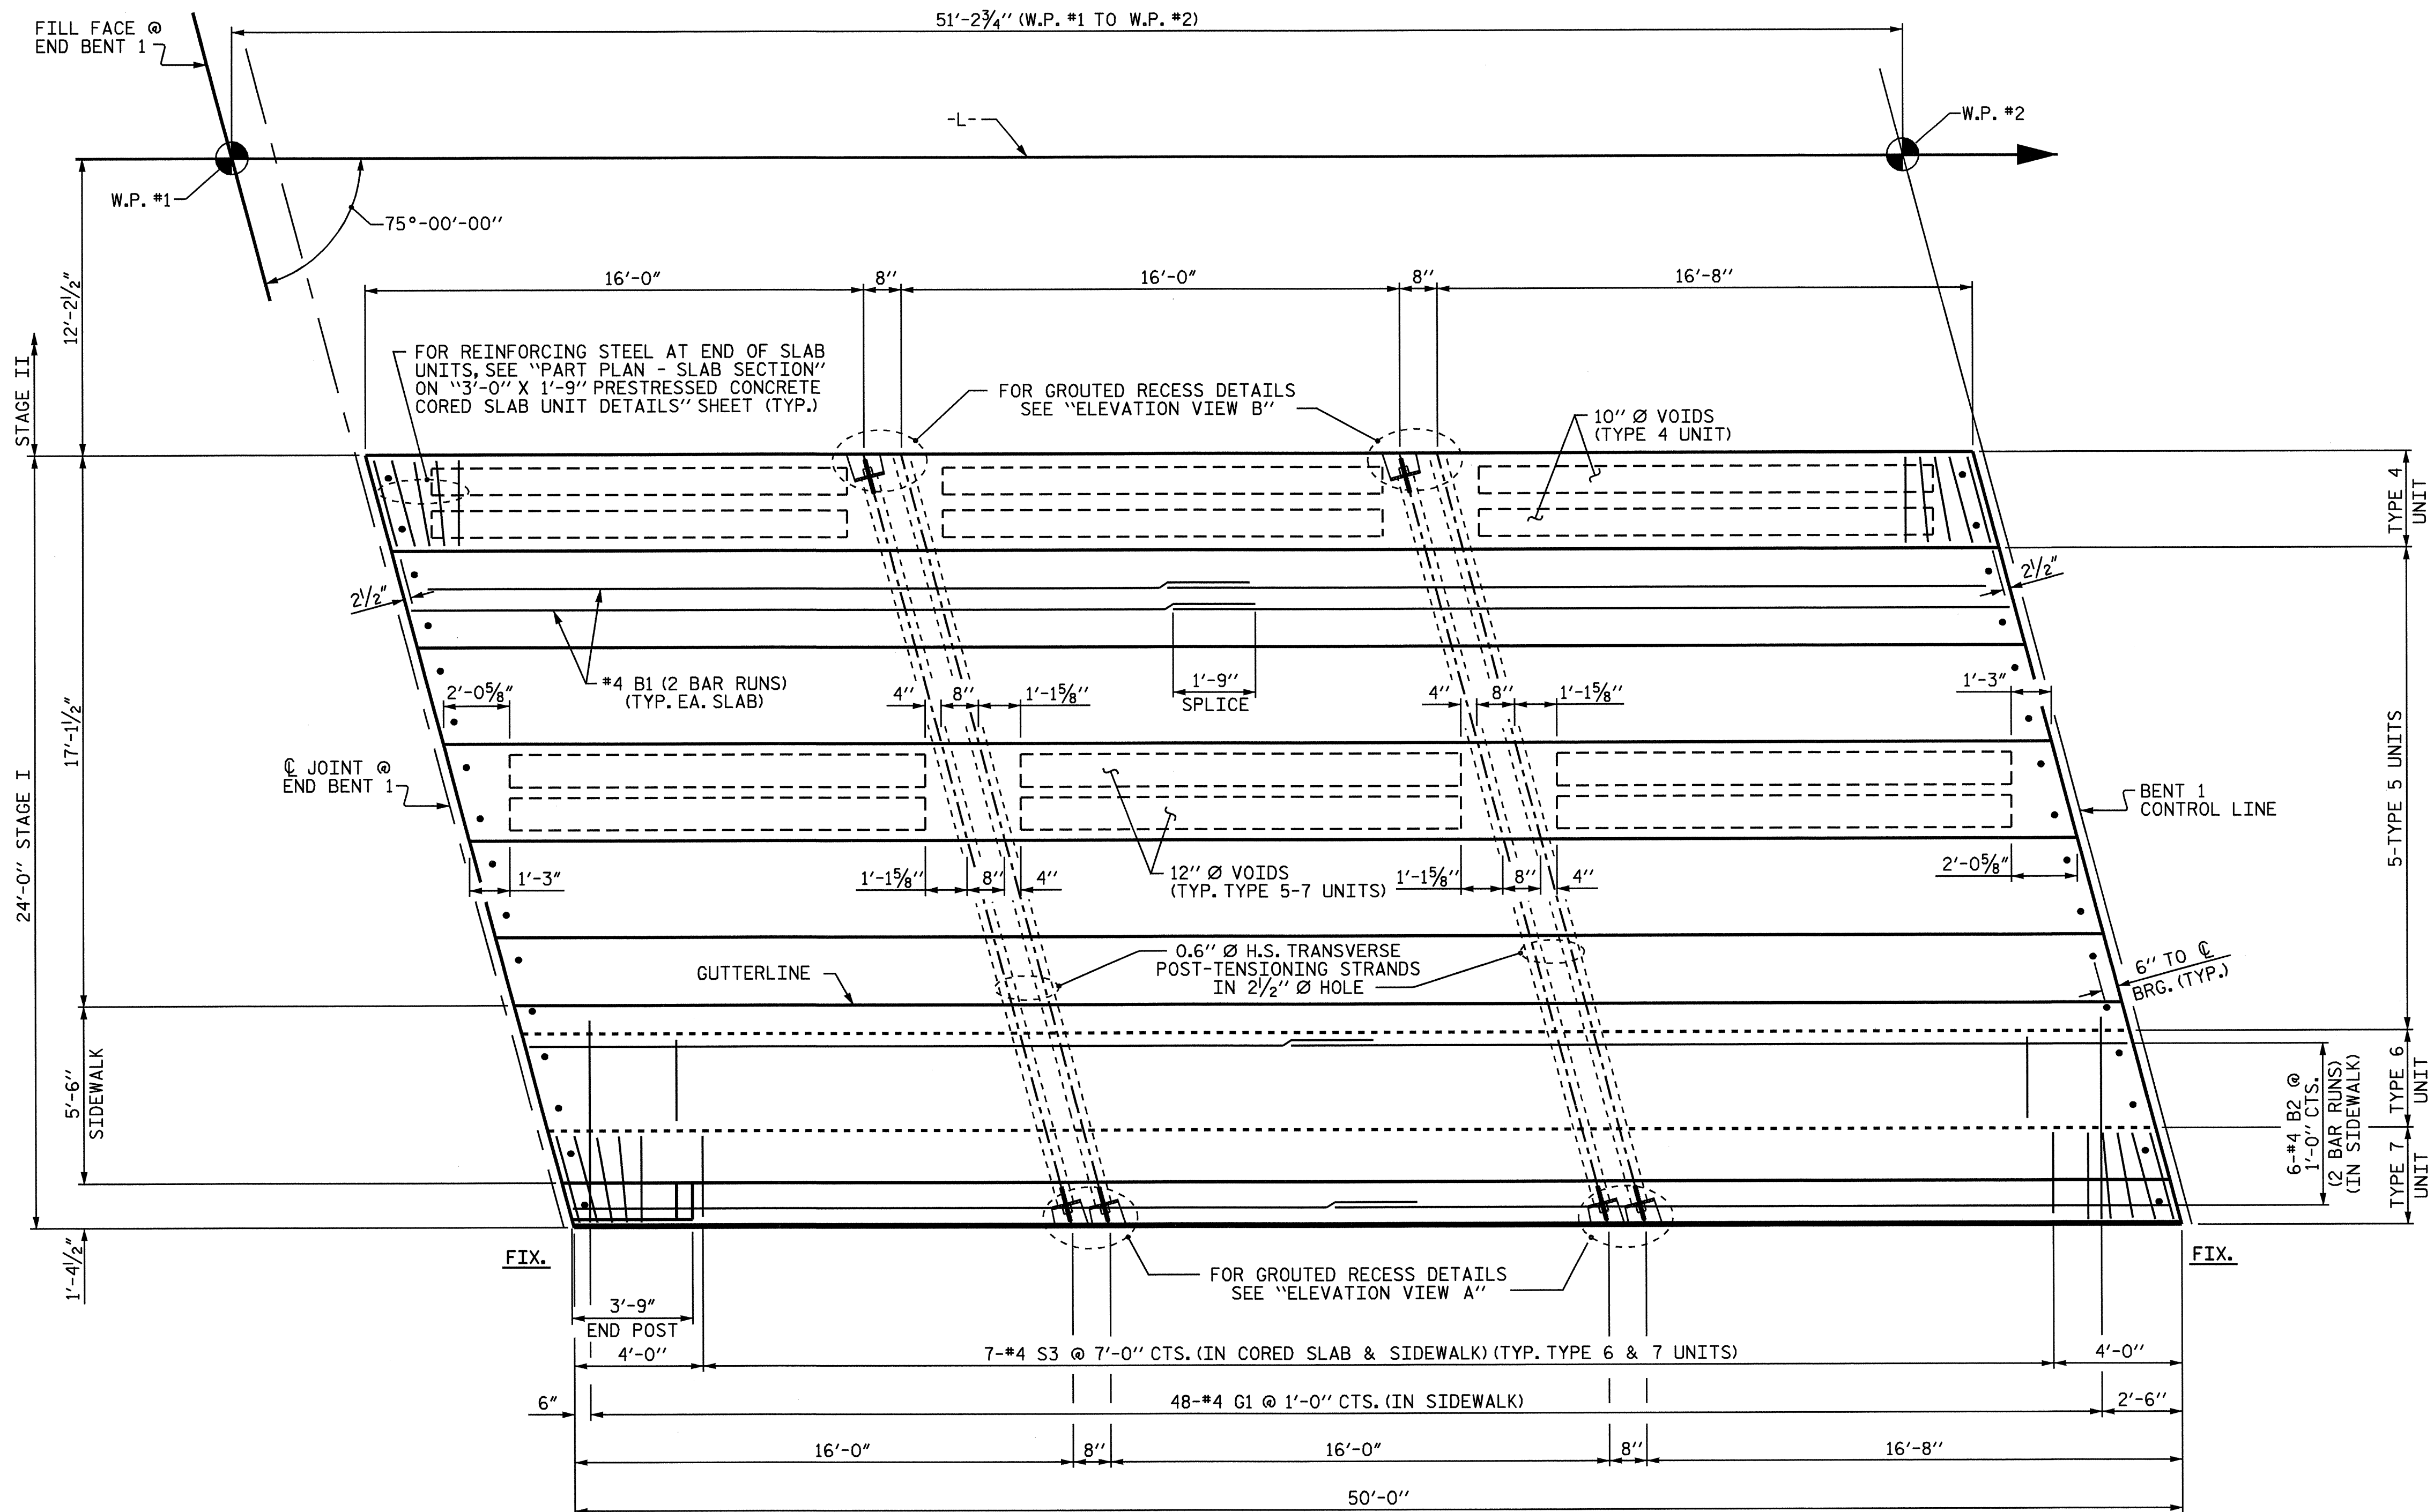 FILL FACE @
END BENT 1
51'-2¾" (W.P. #1 TO W.P. #2)
-L-
W.P. #2
W.P. #1
75°-00'-00"
12'-2½"
STAGE II
16'-0"
8"
16'-0"
8"
16'-8"
FOR REINFORCING STEEL AT END OF SLAB
UNITS, SEE "PART PLAN - SLAB SECTION"
ON "3'-0" X 1'-9" PRESTRESSED CONCRETE
CORED SLAB UNIT DETAILS" SHEET (TYP.)
FOR GROUTED RECESS DETAILS
SEE "ELEVATION VIEW B"
10" Ø VOIDS
(TYPE 4 UNIT)
TYPE 4
UNIT
2½"
2½"
#4 B1 (2 BAR RUNS)
(TYP. EA. SLAB)
1'-9"
SPLICE
2'-0⅝"
4"
8"
1'-1⅝"
4"
8"
1'-1⅝"
1'-3"
17'-1½"
24'-0" STAGE I
5-TYPE 5 UNITS
℄ JOINT @
END BENT 1
BENT 1
CONTROL LINE
1'-3"
1'-1⅝"
8"
4"
12" Ø VOIDS
(TYP. TYPE 5-7 UNITS)
1'-1⅝"
8"
4"
2'-0⅝"
GUTTERLINE
0.6" Ø H.S. TRANSVERSE
POST-TENSIONING STRANDS
IN 2½" Ø HOLE
6" TO ℄
BRG. (TYP.)
5'-6"
SIDEWALK
6-#4 B2 @
1'-0" CTS.
(2 BAR RUNS)
(IN SIDEWALK)
TYPE 6
UNIT
TYPE 7
UNIT
1'-4½"
FIX.
FIX.
FOR GROUTED RECESS DETAILS
SEE "ELEVATION VIEW A"
3'-9"
END POST
4'-0"
7-#4 S3 @ 7'-0" CTS. (IN CORED SLAB & SIDEWALK) (TYP. TYPE 6 & 7 UNITS)
4'-0"
6"
48-#4 G1 @ 1'-0" CTS. (IN SIDEWALK)
2'-6"
16'-0"
8"
16'-0"
8"
16'-8"
50'-0"